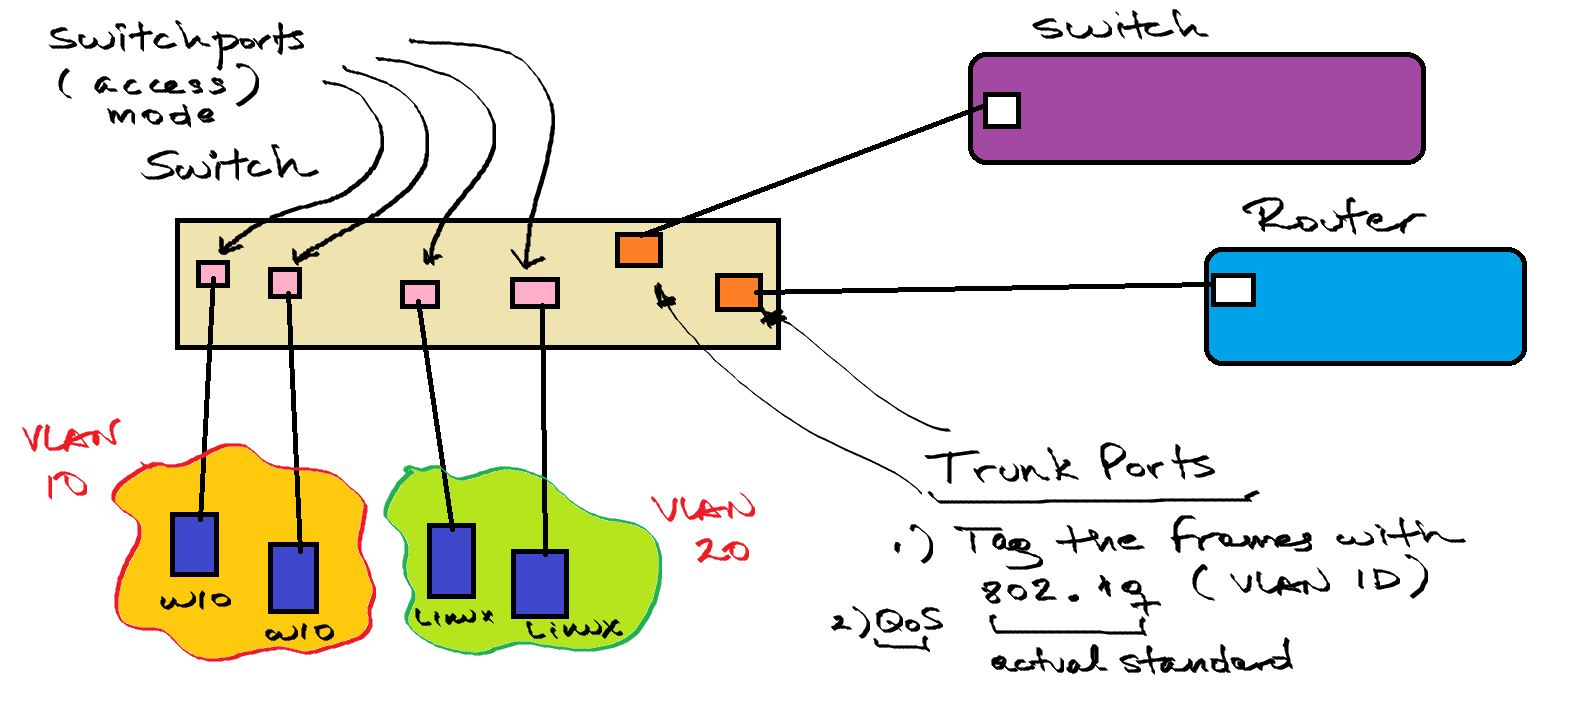 switchports
(access)
mode
Switch
switch
Router
VLAN
10
W10
W10
Linux
Linux
VLAN
20
Trunk Ports
1.) Tag the frames with
802.1q (VLAN ID)
2.) QoS
actual standard